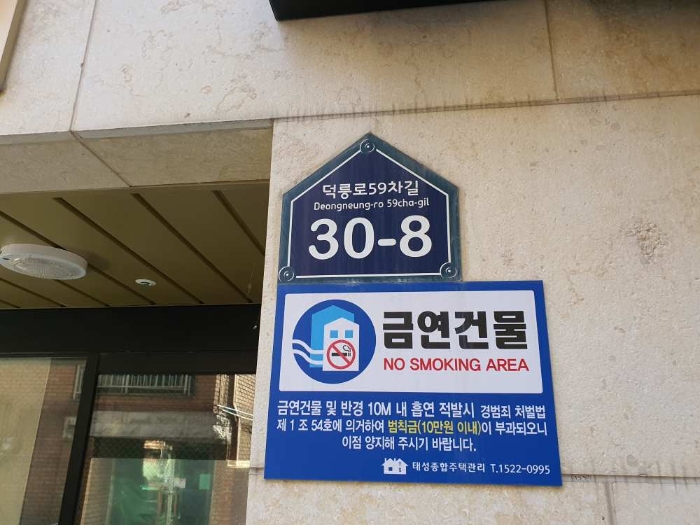 덕릉로59차길
Deongneung-ro 59cha-gil
30-8
금연건물
NO SMOKING AREA
금연건물 및 반경 10M 내 흡연 적발시 경범죄 처벌법
제 1 조 54호에 의거하여 범칙금(10만원 이내)이 부과되오니
이점 양지해 주시기 바랍니다.
태성종합주택관리 T.1522-0995